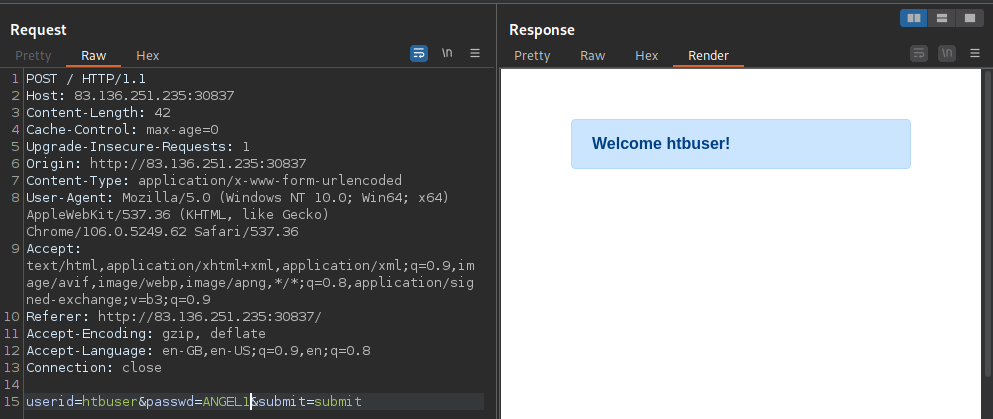 Request
Pretty Raw Hex \n
1 POST / HTTP/1.1
2 Host: 83.136.251.235:30837
3 Content-Length: 42
4 Cache-Control: max-age=0
5 Upgrade-Insecure-Requests: 1
6 Origin: http://83.136.251.235:30837
7 Content-Type: application/x-www-form-urlencoded
8 User-Agent: Mozilla/5.0 (Windows NT 10.0; Win64; x64)
AppleWebKit/537.36 (KHTML, like Gecko)
Chrome/106.0.5249.62 Safari/537.36
9 Accept:
text/html,application/xhtml+xml,application/xml;q=0.9,im
age/avif,image/webp,image/apng,*/*;q=0.8,application/sig
ned-exchange;v=b3;q=0.9
10 Referer: http://83.136.251.235:30837/
11 Accept-Encoding: gzip, deflate
12 Accept-Language: en-GB,en-US;q=0.9,en;q=0.8
13 Connection: close
14
15 userid=htbuser&passwd=ANGEL1&submit=submit
Response
Pretty Raw Hex Render \n
Welcome htbuser!